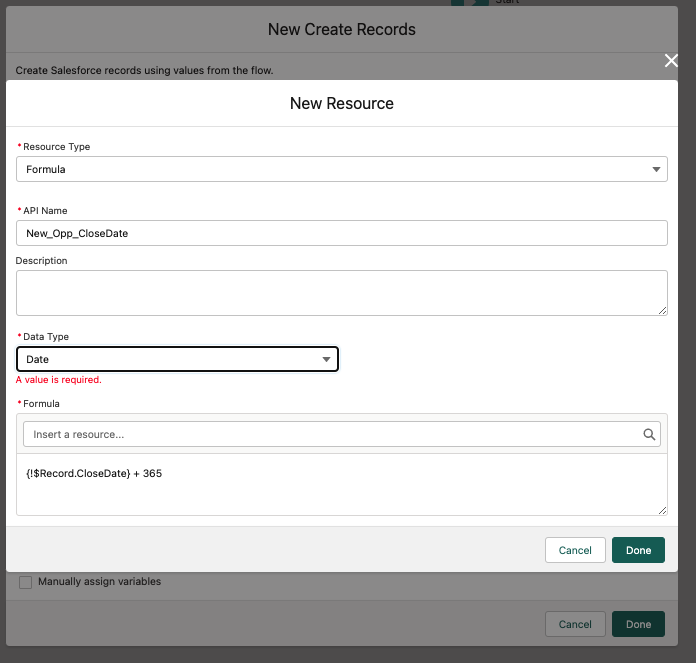 Start
New Create Records
Create Salesforce records using values from the flow.
New Resource
*Resource Type
Formula
*API Name
New_Opp_CloseDate
Description
*Data Type
Date
A value is required.
*Formula
Insert a resource...
{!$Record.CloseDate} + 365
Cancel
Done
Manually assign variables
Cancel
Done